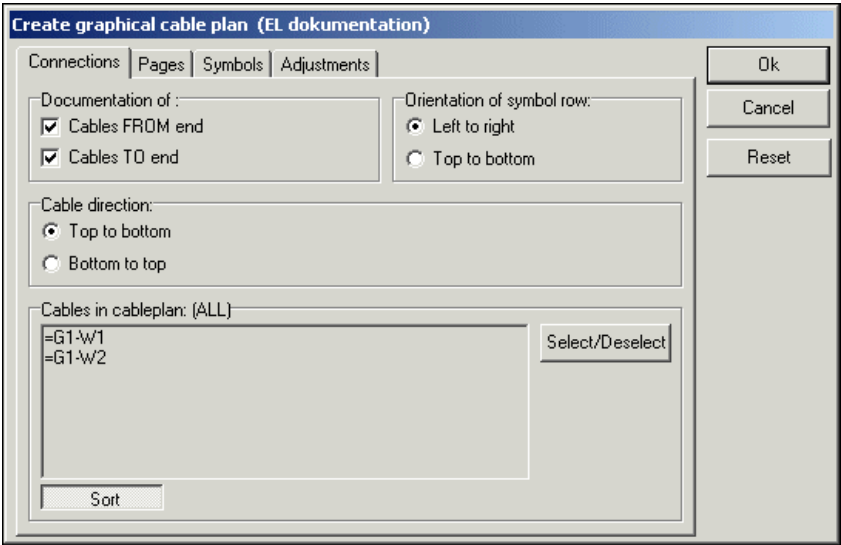 Create graphical cable plan (EL dokumentation)
Connections Pages Symbols Adjustments
Documentation of :
Cables FROM end
Cables TO end
Orientation of symbol row:
Left to right
Top to bottom
Cable direction:
Top to bottom
Bottom to top
Cables in cableplan: (ALL)
=G1-W1
=G1-W2
Select/Deselect
Sort
Ok
Cancel
Reset